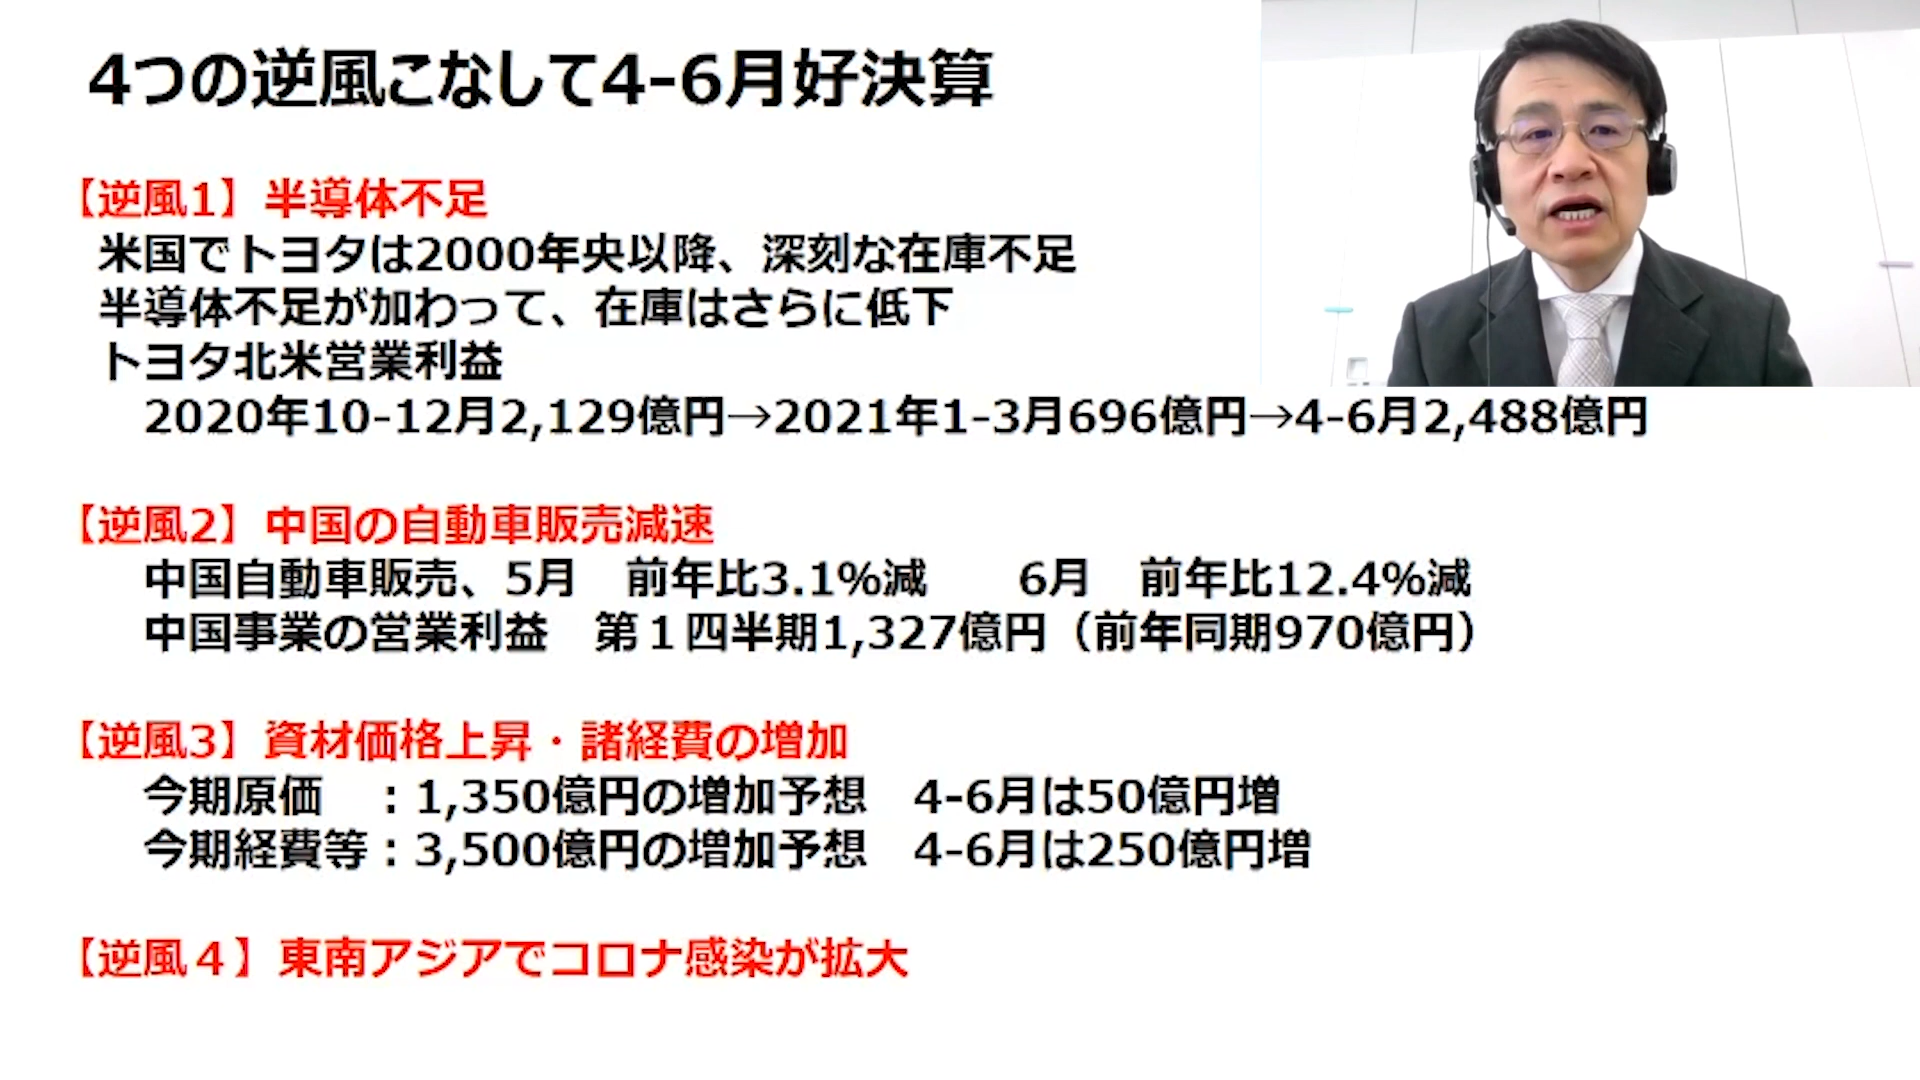 4つの逆風こなして4-6月好決算
【逆風1】半導体不足
米国でトヨタは2000年央以降、深刻な在庫不足
半導体不足が加わって、在庫はさらに低下
トヨタ北米営業利益
2020年10-12月2,129億円→2021年1-3月696億円→4-6月2,488億円
【逆風2】中国の自動車販売減速
中国自動車販売、5月　前年比3.1%減　　6月　前年比12.4%減
中国事業の営業利益　第１四半期1,327億円（前年同期970億円）
【逆風3】資材価格上昇・諸経費の増加
今期原価　：1,350億円の増加予想　4-6月は50億円増
今期経費等：3,500億円の増加予想　4-6月は250億円増
【逆風４】東南アジアでコロナ感染が拡大